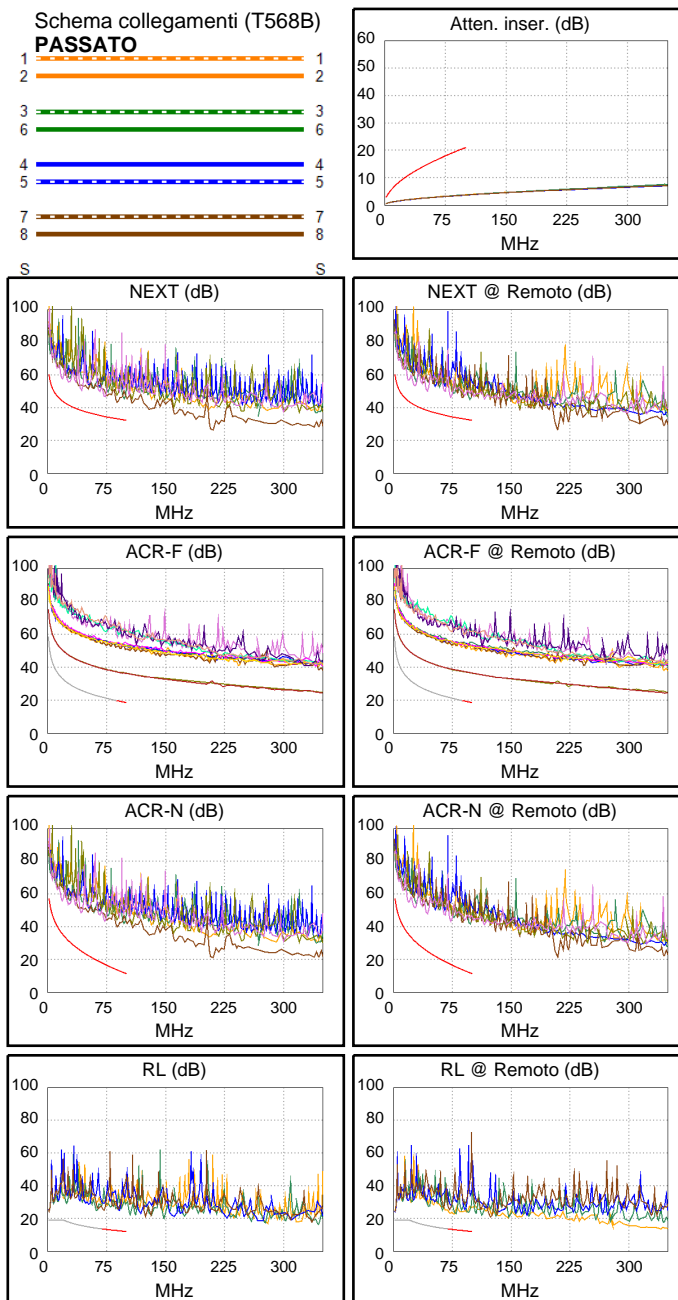 Schema collegamenti (T568B)
PASSATO
1 1
2 2
3 3
6 6
4 4
5 5
7 7
8 8
S S
Atten. inser. (dB)
60
50
40
30
20
10
0
0 75 150 225 300
MHz
NEXT (dB)
100
80
60
40
20
0
0 75 150 225 300
MHz
NEXT @ Remoto (dB)
100
80
60
40
20
0
0 75 150 225 300
MHz
ACR-F (dB)
100
80
60
40
20
0
0 75 150 225 300
MHz
ACR-F @ Remoto (dB)
100
80
60
40
20
0
0 75 150 225 300
MHz
ACR-N (dB)
100
80
60
40
20
0
0 75 150 225 300
MHz
ACR-N @ Remoto (dB)
100
80
60
40
20
0
0 75 150 225 300
MHz
RL (dB)
100
80
60
40
20
0
0 75 150 225 300
MHz
RL @ Remoto (dB)
100
80
60
40
20
0
0 75 150 225 300
MHz